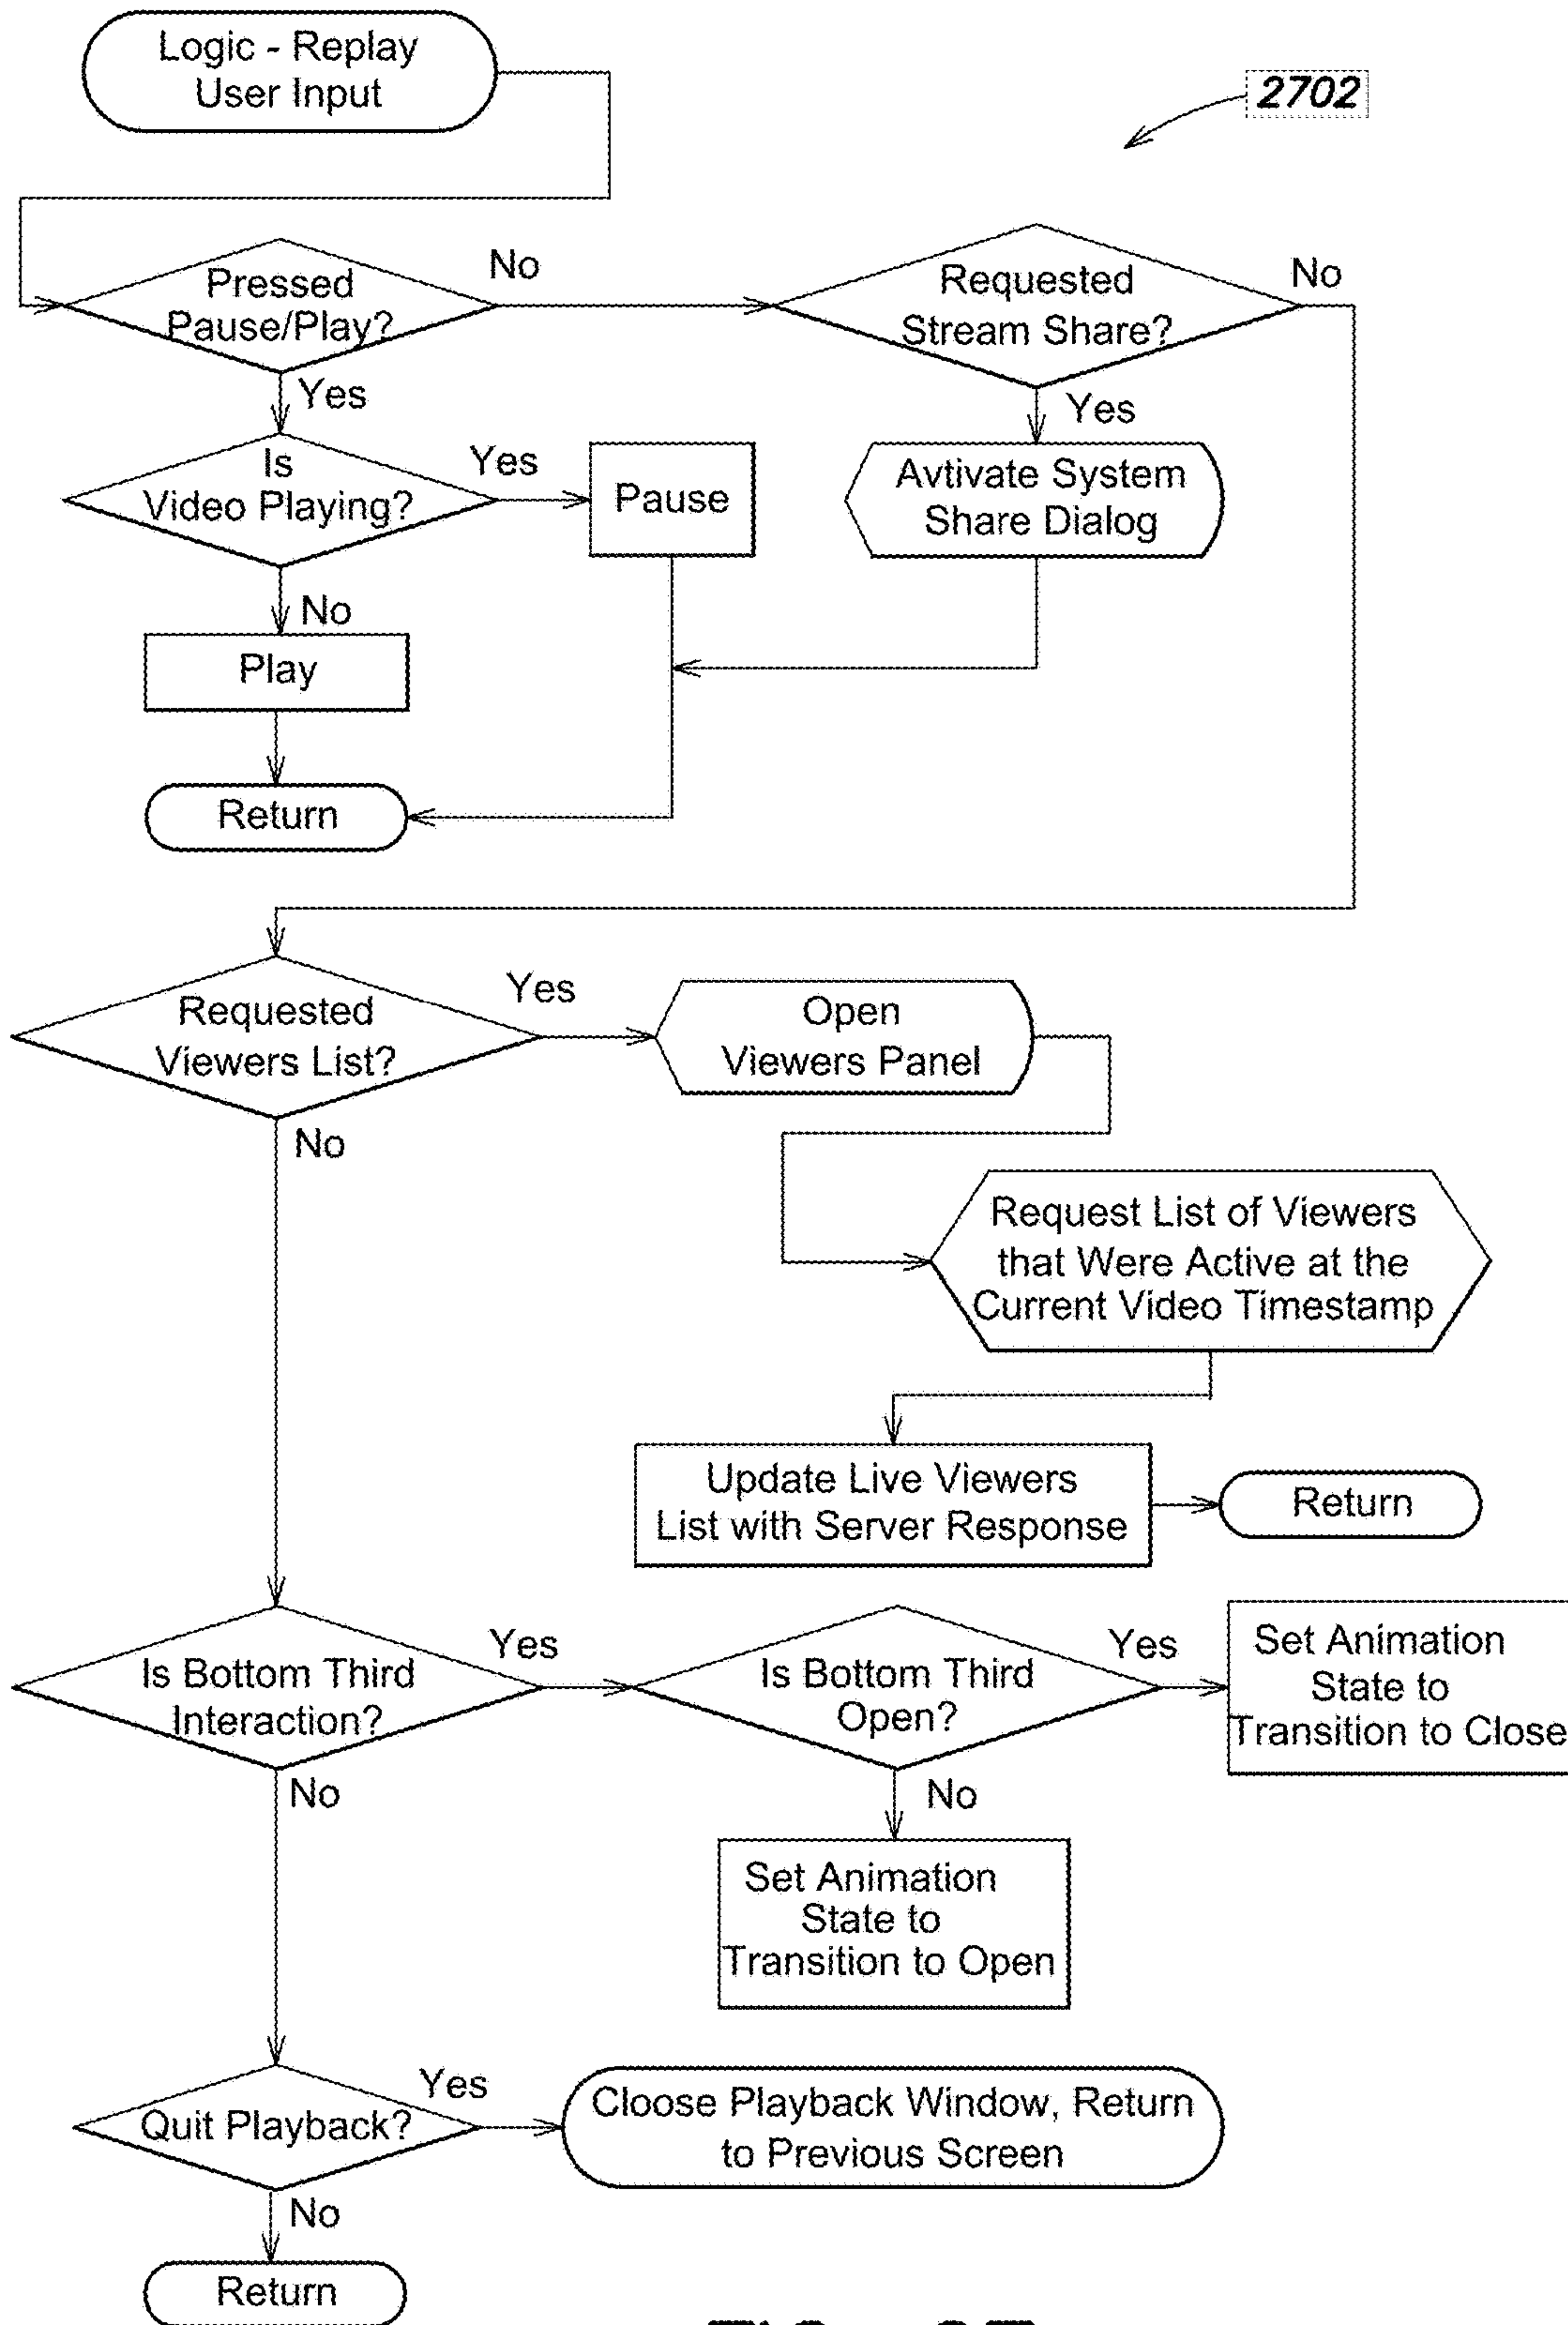 Logic - Replay
User Input
2702
Pressed
Pause/Play?
No
Requested
Stream Share?
No
Yes
Yes
Is
Video Playing?
Yes
Pause
Avtivate System
Share Dialog
No
Play
Return
Requested
Viewers List?
Yes
Open
Viewers Panel
No
Request List of Viewers
that Were Active at the
Current Video Timestamp
Update Live Viewers
List with Server Response
Return
Is Bottom Third
Interaction?
Yes
Is Bottom Third
Open?
Yes
Set Animation
State to
Transition to Close
No
No
Set Animation
State to
Transition to Open
Quit Playback?
Yes
Cloose Playback Window, Return
to Previous Screen
No
Return